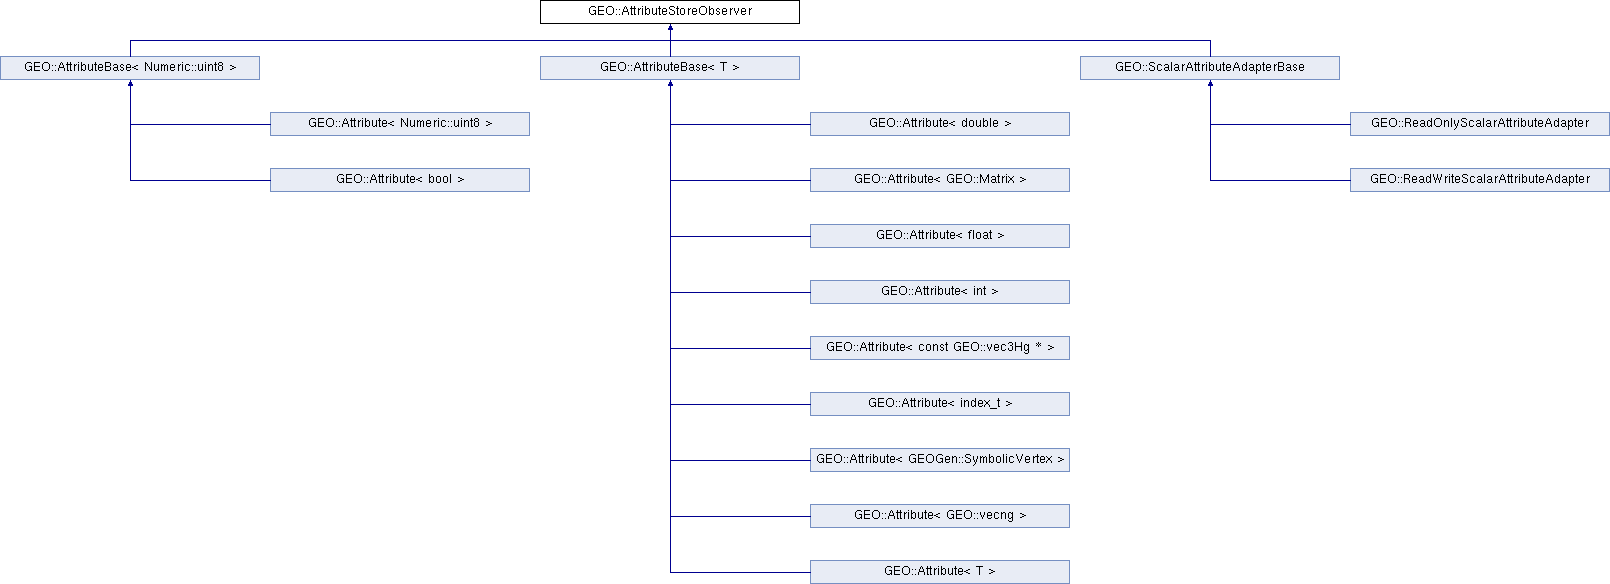 GEO::AttributeStoreObserver
GEO::AttributeBase< Numeric::uint8 >
GEO::AttributeBase< T >
GEO::ScalarAttributeAdapterBase
GEO::Attribute< Numeric::uint8 >
GEO::Attribute< double >
GEO::ReadOnlyScalarAttributeAdapter
GEO::Attribute< bool >
GEO::Attribute< GEO::Matrix >
GEO::ReadWriteScalarAttributeAdapter
GEO::Attribute< float >
GEO::Attribute< int >
GEO::Attribute< const GEO::vec3Hg * >
GEO::Attribute< index_t >
GEO::Attribute< GEOGen::SymbolicVertex >
GEO::Attribute< GEO::vecng >
GEO::Attribute< T >